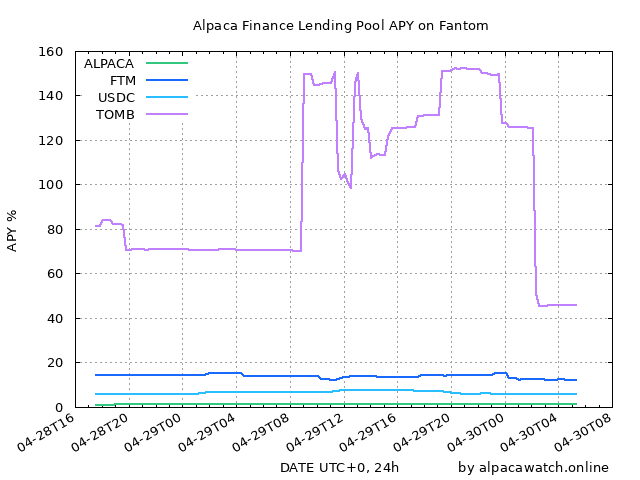 Alpaca Finance Lending Pool APY on Fantom
160
140
120
100
80
60
40
20
0
APY %
ALPACA
FTM
USDC
TOMB
04-28T16
04-28T20
04-29T00
04-29T04
04-29T08
04-29T12
04-29T16
04-29T20
04-30T00
04-30T04
04-30T08
DATE UTC+0, 24h
by alpacawatch.online